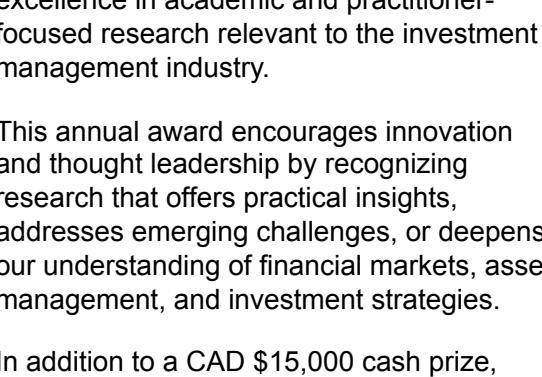 excellence in academic and practitioner-
focused research relevant to the investment
management industry.
This annual award encourages innovation
and thought leadership by recognizing
research that offers practical insights,
addresses emerging challenges, or deepens
our understanding of financial markets, asse
management, and investment strategies.
In addition to a CAD $15,000 cash prize,